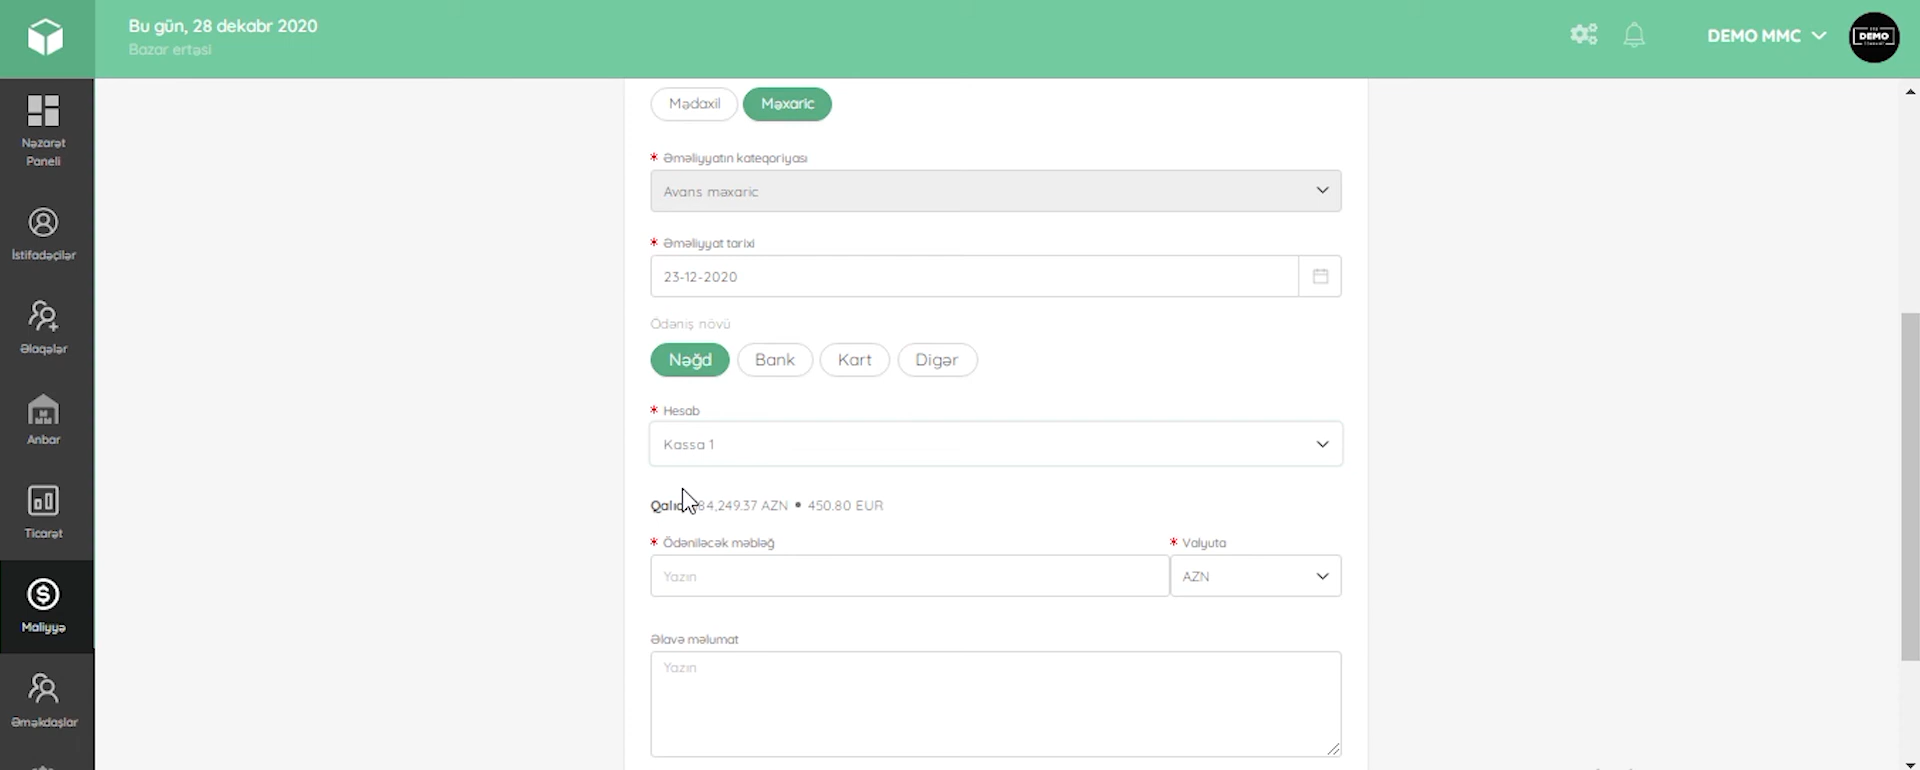 Bu gün, 28 dekabr 2020
Bazar ertəsi
DEMO MMC
DEMO
Nəzarət
Paneli
İstifadəçilər
Əlaqələr
Anbar
Ticarət
Maliyyə
Əməkdaşlar
Mədaxil
Məxaric
* Əməliyyatın kateqoriyası
Avans məxaric
* Əməliyyat tarixi
23-12-2020
Ödəniş növü
Nəğd
Bank
Kart
Digər
* Hesab
Kassa 1
84,249.37 AZN • 450.80 EUR
* Ödəniləcək məbləğ
* Valyuta
Yazın
AZN
Əlavə məlumat
Yazın